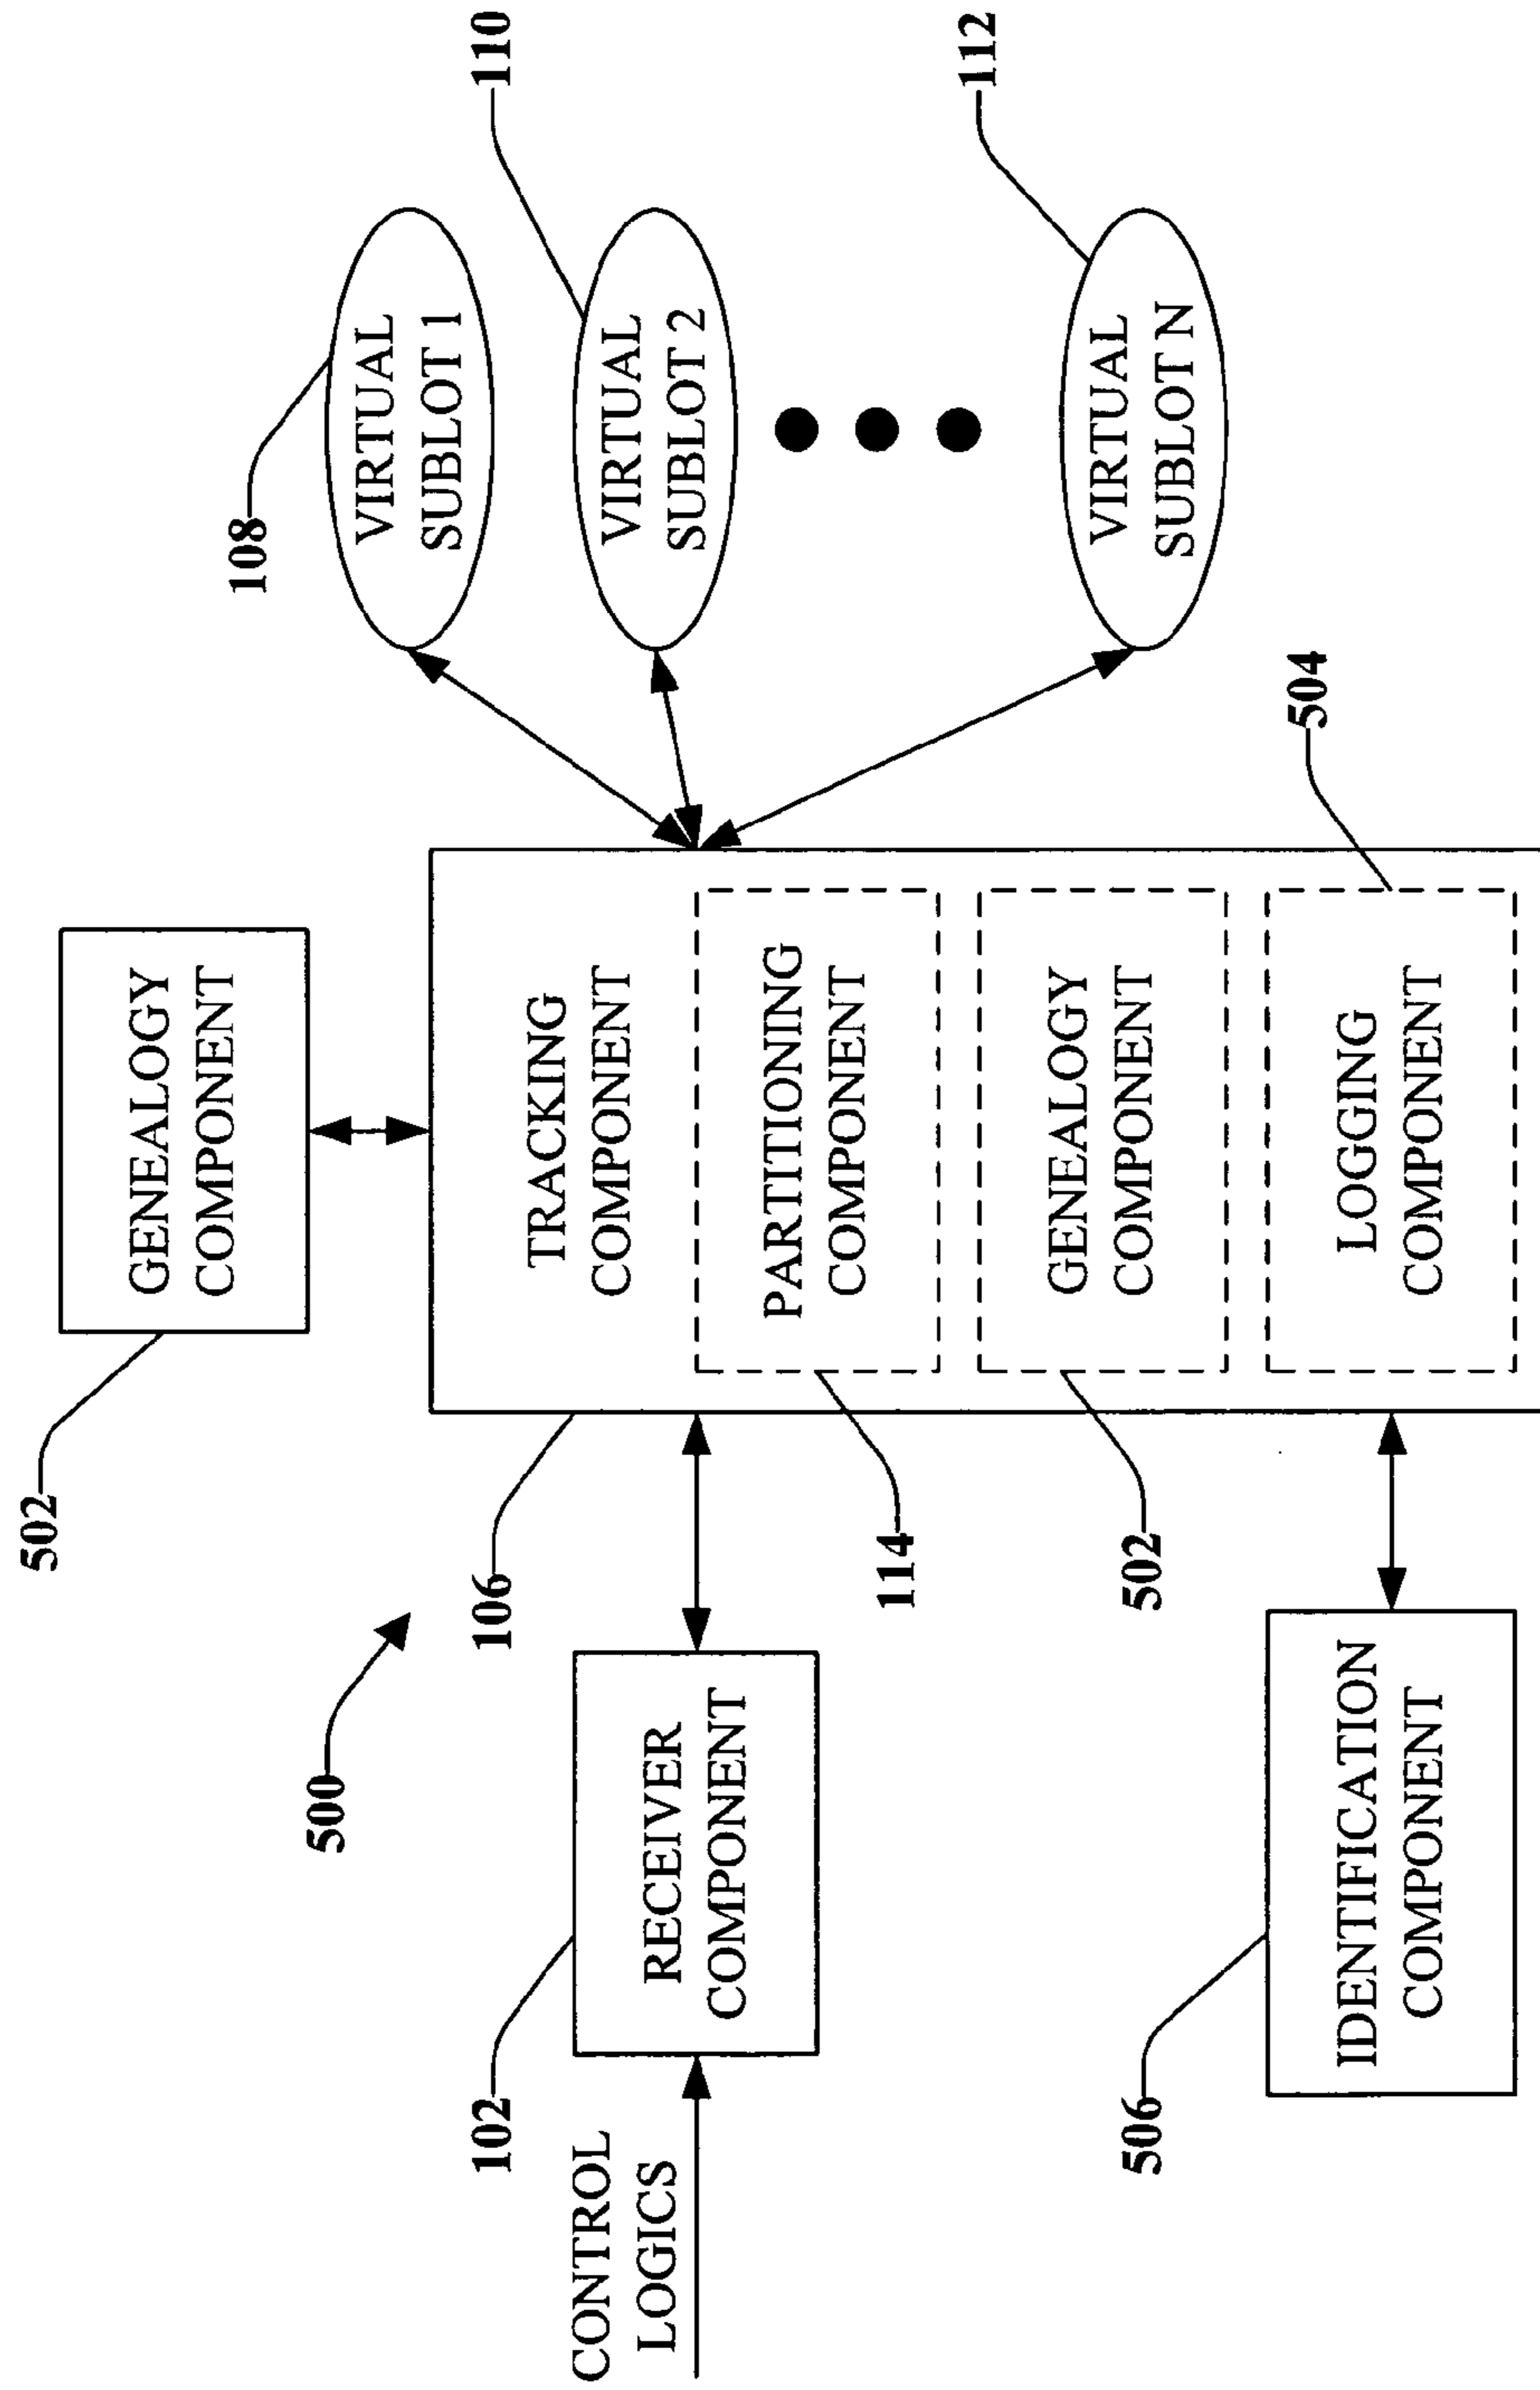 502
GENEALOGY
COMPONENT
500
106
108
110
112
102
CONTROL
LOGICS
RECEIVER
COMPONENT
TRACKING
COMPONENT
VIRTUAL
SUBLOT 1
VIRTUAL
SUBLOT 2
VIRTUAL
SUBLOT N
114
PARTITIONING
COMPONENT
502
GENEALOGY
COMPONENT
504
LOGGING
COMPONENT
506
IDENTIFICATION
COMPONENT